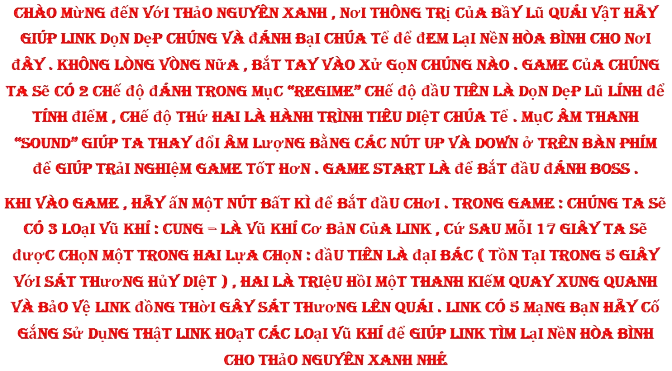 CHÀO MỪNG ĐẾN VỚI THẢO NGUYÊN XANH , NƠI THỐNG TRỊ CỦA BẦY LŨ QUÁI VẬT HÃY
GIÚP LINK DỌN DẸP CHÚNG VÀ ĐÁNH BẠI CHÚA TỂ ĐỂ ĐEM LẠI NỀN HÒA BÌNH CHO NƠI
ĐÂY . KHÔNG LÒNG VÒNG NỮA , BẮT TAY VÀO XỬ GỌN CHÚNG NÀO . GAME CỦA CHÚNG
TA SẼ CÓ 2 CHẾ ĐỘ ĐÁNH TRONG MỤC “REGIME” CHẾ ĐỘ ĐẦU TIÊN LÀ DỌN DẸP LŨ LÍNH ĐỂ
TÍNH ĐIỂM , CHẾ ĐỘ THỨ HAI LÀ HÀNH TRÌNH TIÊU DIỆT CHÚA TỂ . MỤC ÂM THANH
“SOUND” GIÚP TA THAY ĐỔI ÂM LƯỢNG BẰNG CÁC NÚT UP VÀ DOWN Ở TRÊN BÀN PHÍM
ĐỂ GIÚP TRẢI NGHIỆM GAME TỐT HƠN . GAME START LÀ ĐỂ BẮT ĐẦU ĐÁNH BOSS .
KHI VÀO GAME , HÃY ẤN MỘT NÚT BẤT KÌ ĐỂ BẮT ĐẦU CHƠI . TRONG GAME : CHÚNG TA SẼ
CÓ 3 LOẠI VŨ KHÍ : CUNG – LÀ VŨ KHÍ CƠ BẢN CỦA LINK , CỨ SAU MỖI 17 GIÂY TA SẼ
ĐƯỢC CHỌN MỘT TRONG HAI LỰA CHỌN : ĐẦU TIÊN LÀ ĐẠI BÁC ( TỒN TẠI TRONG 5 GIÂY
VỚI SÁT THƯƠNG HỦY DIỆT ) , HAI LÀ TRIỆU HỒI MỘT THANH KIẾM QUAY XUNG QUANH
VÀ BẢO VỆ LINK ĐỒNG THỜI GÂY SÁT THƯƠNG LÊN QUÁI . LINK CÓ 5 MẠNG BẠN HÃY CỐ
GẮNG SỬ DỤNG THẬT LINK HOẠT CÁC LOẠI VŨ KHÍ ĐỂ GIÚP LINK TÌM LẠI NỀN HÒA BÌNH
CHO THẢO NGUYÊN XANH NHÉ